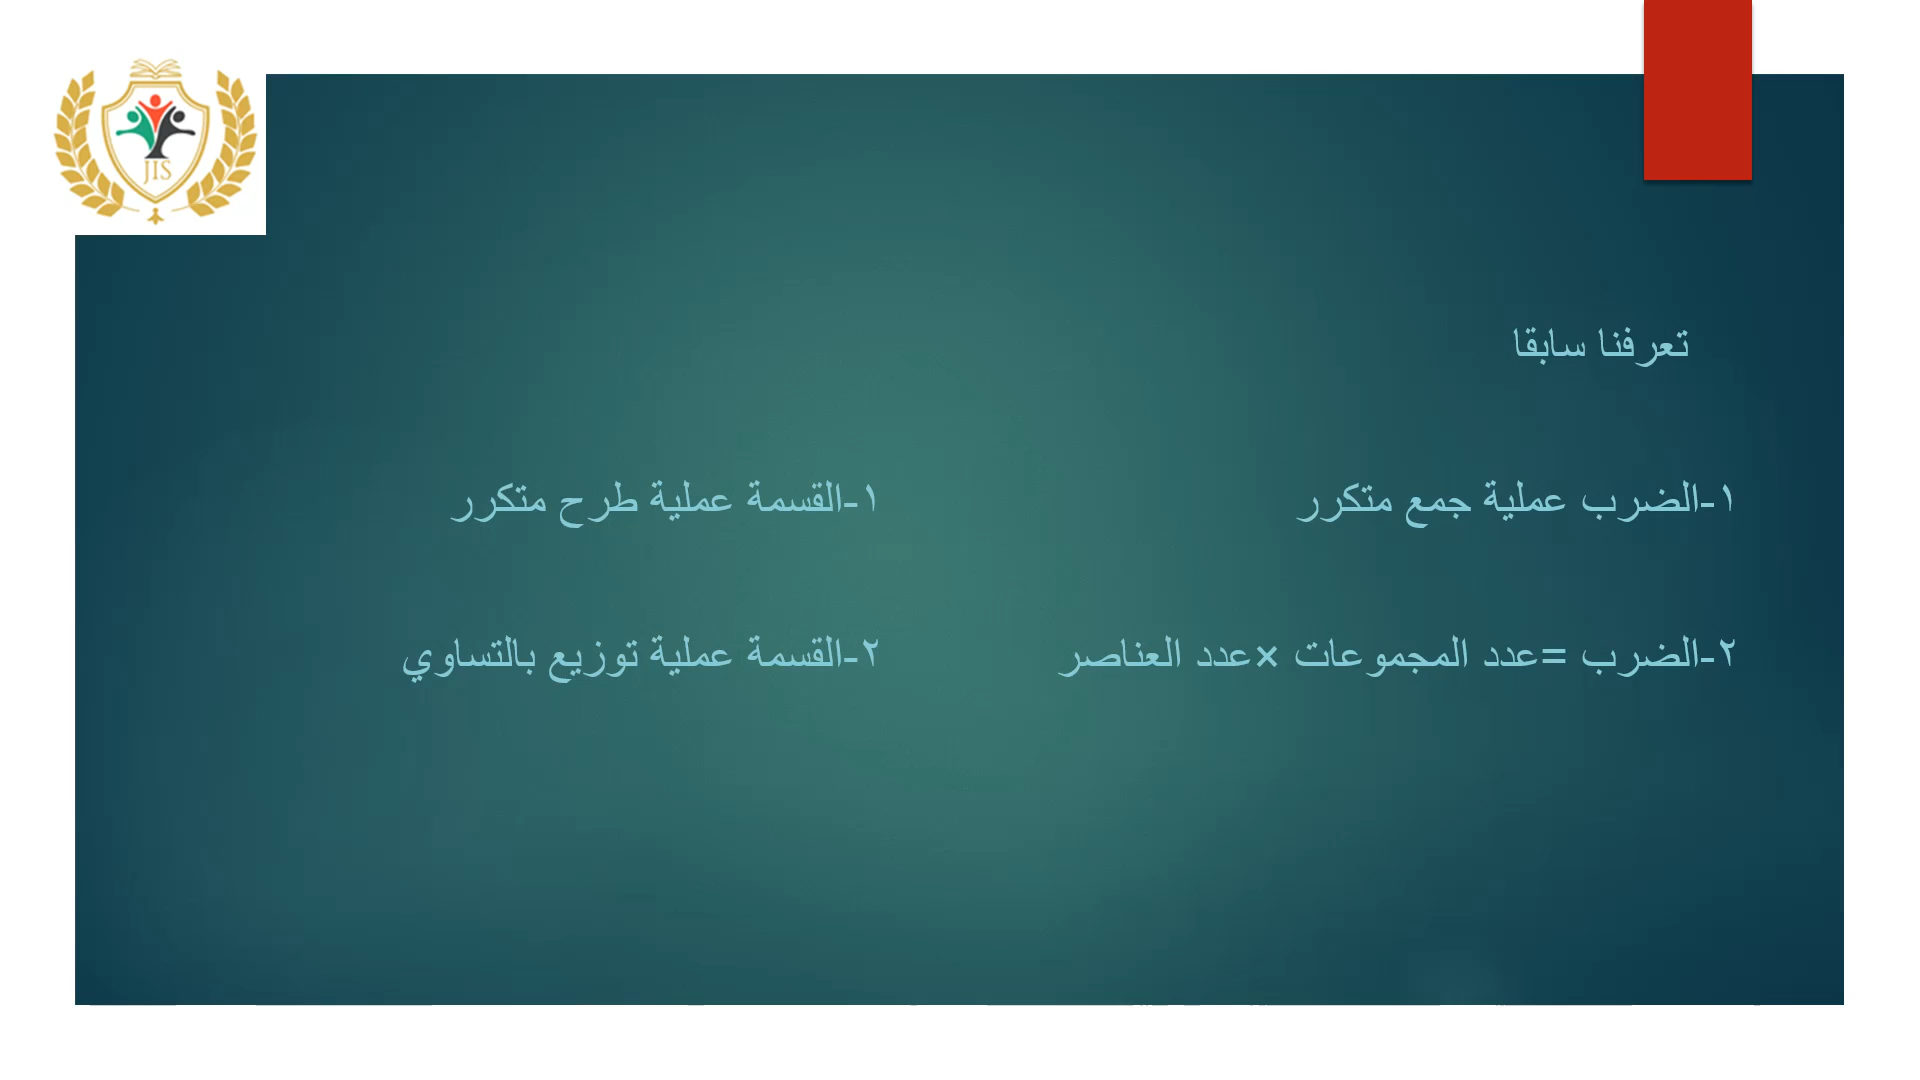 JIS
تعرفنا سابقا
١-الضرب عملية جمع متكرر
١-القسمة عملية طرح متكرر
٢-الضرب =عدد المجموعات ×عدد العناصر
٢-القسمة عملية توزيع بالتساوي